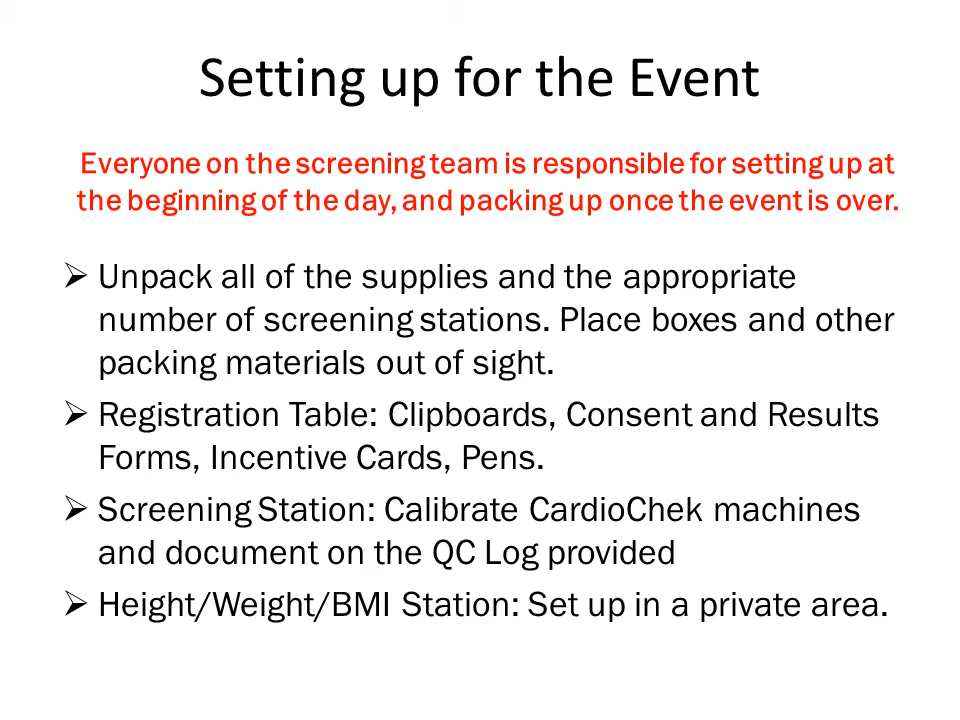 Setting up for the Event
Everyone on the screening team is responsible for setting up at
the beginning of the day, and packing up once the event is over.
➢ Unpack all of the supplies and the appropriate
number of screening stations. Place boxes and other
packing materials out of sight.
➢ Registration Table: Clipboards, Consent and Results
Forms, Incentive Cards, Pens.
➢ Screening Station: Calibrate CardioChek machines
and document on the QC Log provided
➢ Height/Weight/BMI Station: Set up in a private area.